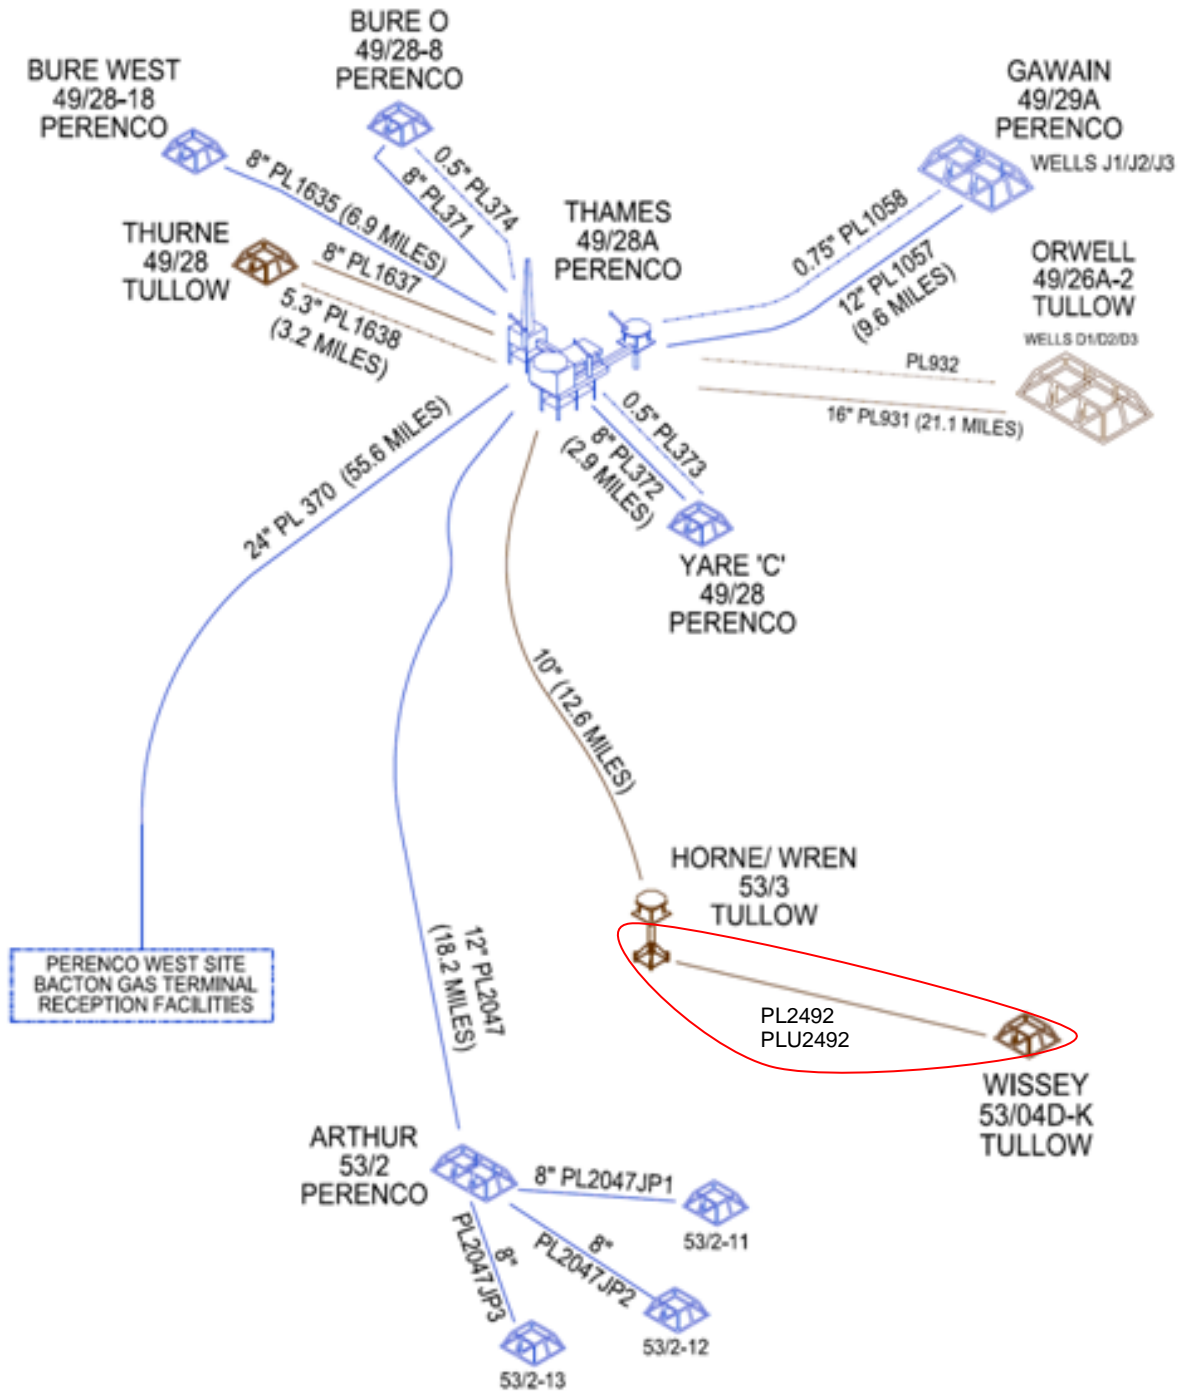 BURE O
49/28-8
PERENCO
BURE WEST
49/28-18
PERENCO
GAWAIN
49/29A
PERENCO
WELLS J1/J2/J3
8" PL1635 (6.9 MILES)
0.5" PL374
8" PL371
THAMES
49/28A
PERENCO
THURNE
49/28
TULLOW
8" PL1637
5.3" PL1638
(3.2 MILES)
0.75" PL1058
12" PL1057
(9.6 MILES)
ORWELL
49/26A-2
TULLOW
WELLS D1/D2/D3
PL932
16" PL931 (21.1 MILES)
24" PL 370 (55.6 MILES)
0.5" PL373
8" PL372
(2.9 MILES)
YARE 'C'
49/28
PERENCO
10" (12.6 MILES)
HORNE/ WREN
53/3
TULLOW
12" PL2047
(18.2 MILES)
PERENCO WEST SITE
BACTON GAS TERMINAL
RECEPTION FACILITIES
PL2492
PLU2492
WISSEY
53/04D-K
TULLOW
ARTHUR
53/2
PERENCO
8" PL2047JP1
53/2-11
8"
PL2047JP2
53/2-12
8"
PL2047JP3
53/2-13